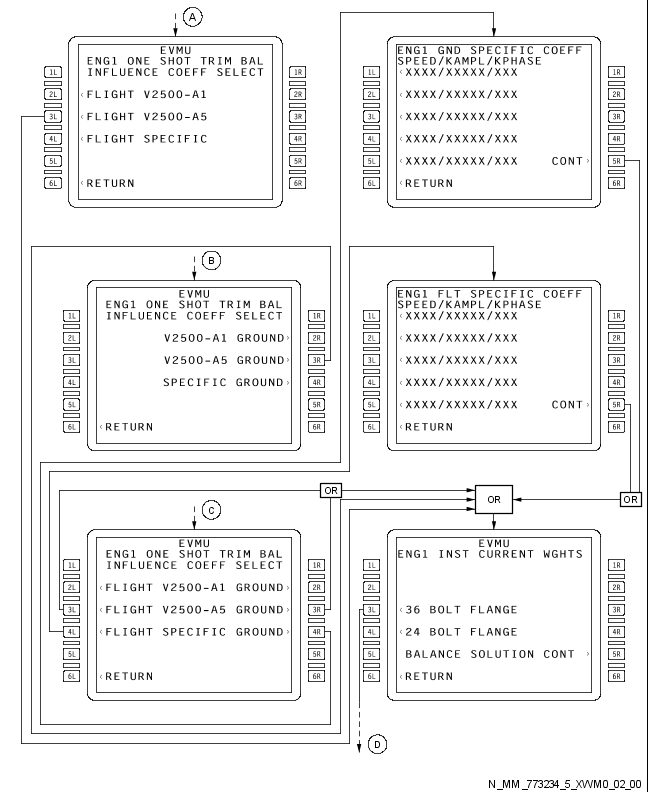 A
EVMU
ENG1 ONE SHOT TRIM BAL
INFLUENCE COEFF SELECT
1L 1R
2L ‹FLIGHT V2500-A1 2R
3L ‹FLIGHT V2500-A5 3R
4L ‹FLIGHT SPECIFIC 4R
5L 5R
6L ‹RETURN 6R
ENG1 GND SPECIFIC COEFF
SPEED/KAMPL/KPHASE
1L ‹XXXX/XXXXX/XXX 1R
2L ‹XXXX/XXXXX/XXX 2R
3L ‹XXXX/XXXXX/XXX 3R
4L ‹XXXX/XXXXX/XXX 4R
5L ‹XXXX/XXXXX/XXX CONT› 5R
6L ‹RETURN 6R
B
EVMU
ENG1 ONE SHOT TRIM BAL
INFLUENCE COEFF SELECT
1L 1R
2L V2500-A1 GROUND› 2R
3L V2500-A5 GROUND› 3R
4L SPECIFIC GROUND› 4R
5L 5R
6L ‹RETURN 6R
ENG1 FLT SPECIFIC COEFF
SPEED/KAMPL/KPHASE
1L ‹XXXX/XXXXX/XXX 1R
2L ‹XXXX/XXXXX/XXX 2R
3L ‹XXXX/XXXXX/XXX 3R
4L ‹XXXX/XXXXX/XXX 4R
5L ‹XXXX/XXXXX/XXX CONT› 5R
6L ‹RETURN 6R
OR
OR
OR
C
EVMU
ENG1 ONE SHOT TRIM BAL
INFLUENCE COEFF SELECT
1L 1R
2L ‹FLIGHT V2500-A1 GROUND› 2R
3L ‹FLIGHT V2500-A5 GROUND› 3R
4L ‹FLIGHT SPECIFIC GROUND› 4R
5L 5R
6L ‹RETURN 6R
EVMU
ENG1 INST CURRENT WGHTS
1L 1R
2L 2R
3L ‹36 BOLT FLANGE 3R
4L ‹24 BOLT FLANGE 4R
5L BALANCE SOLUTION CONT › 5R
6L ‹RETURN 6R
D
N_MM_773234_5_XWM0_02_00